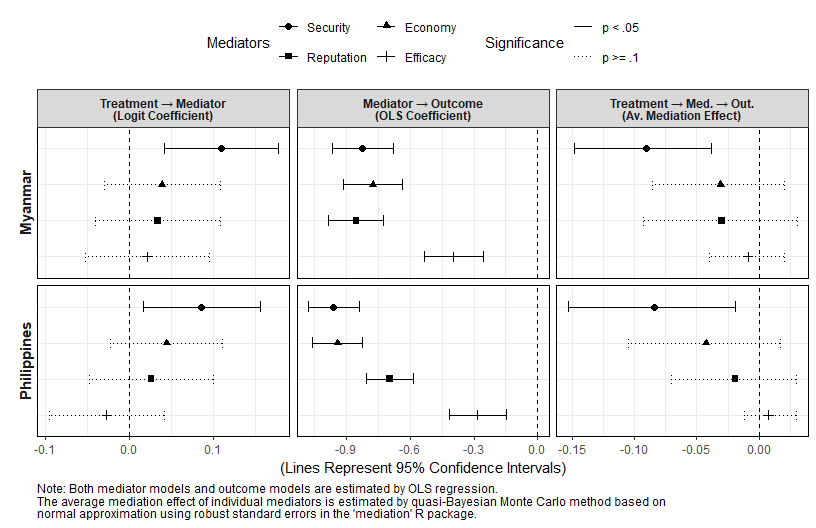 Mediators
Security
Economy
Reputation
Efficacy
Significance
p < .05
p >= .1
Treatment → Mediator
(Logit Coefficient)
Mediator → Outcome
(OLS Coefficient)
Treatment → Med. → Out.
(Av. Mediation Effect)
Myanmar
Philippines
-0.1 0.0 0.1
-0.9 -0.6 -0.3 0.0
-0.15 -0.10 -0.05 0.00
(Lines Represent 95% Confidence Intervals)
Note: Both mediator models and outcome models are estimated by OLS regression.
The average mediation effect of individual mediators is estimated by quasi-Bayesian Monte Carlo method based on
normal approximation using robust standard errors in the 'mediation' R package.